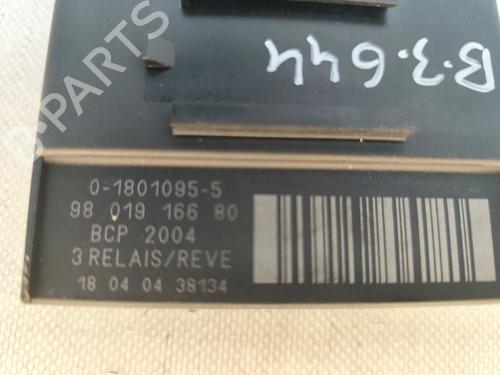 B.3.644
B-PARTS
0-1801095-5
98 019 166 80
BCP 2004
3 RELAIS/REVE
18 04 04 38134